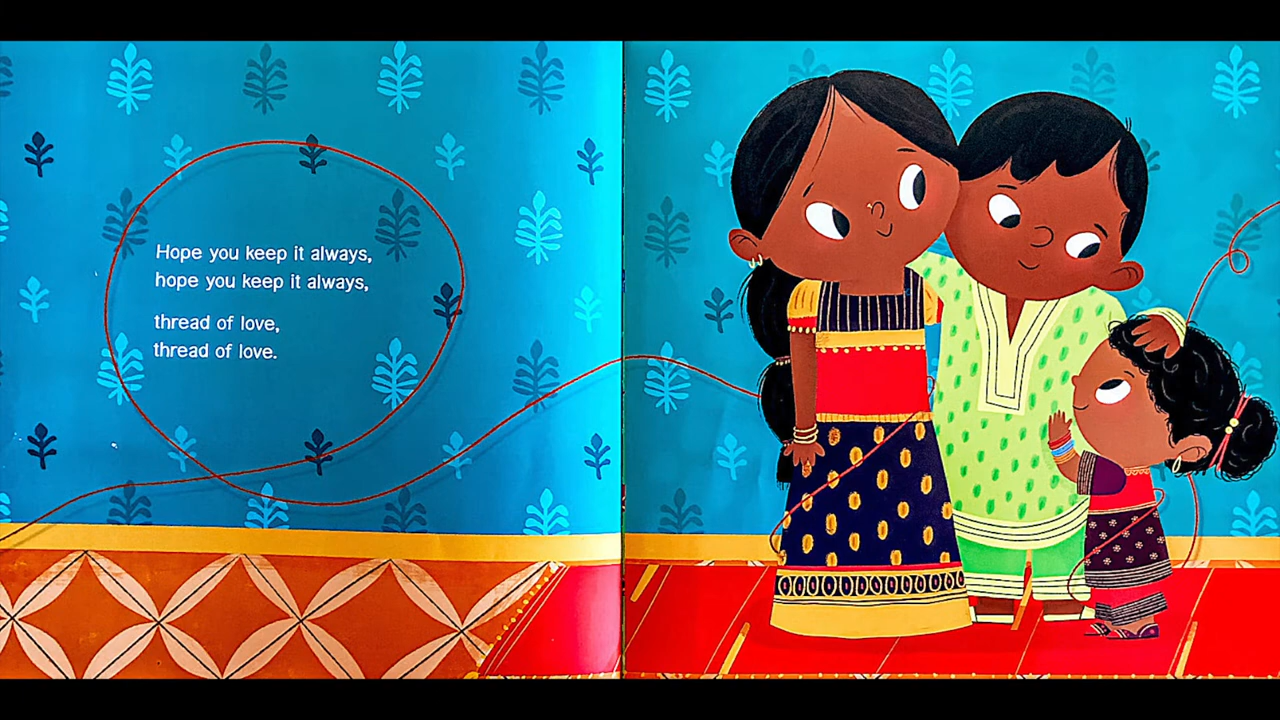 Hope you keep it always,
hope you keep it always,
thread of love,
thread of love.